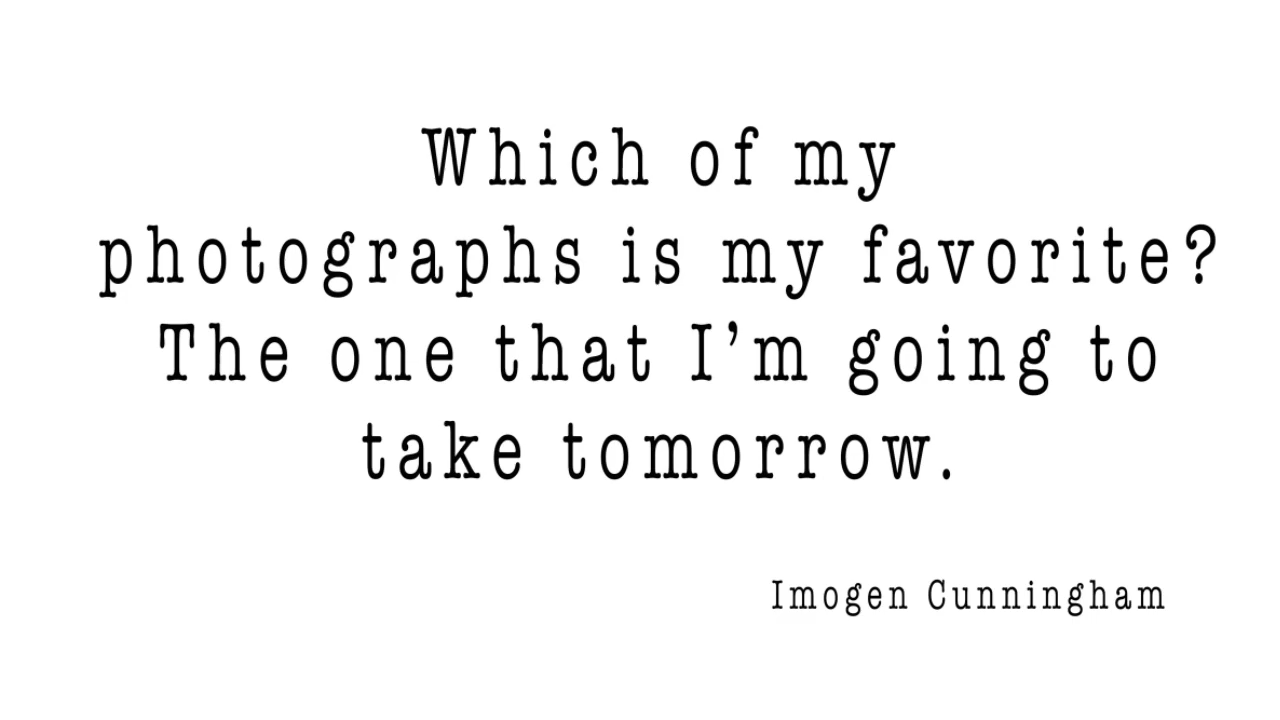 Which of my
photographs is my favorite?
The one that I’m going to
take tomorrow.
Imogen Cunningham